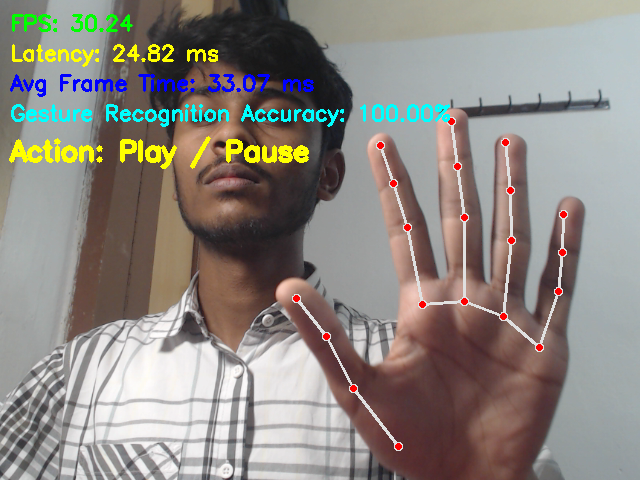 FPS: 30.24
Latency: 24.82 ms
Avg Frame Time: 33.07 ms
Gesture Recognition Accuracy: 100.00%
Action: Play / Pause